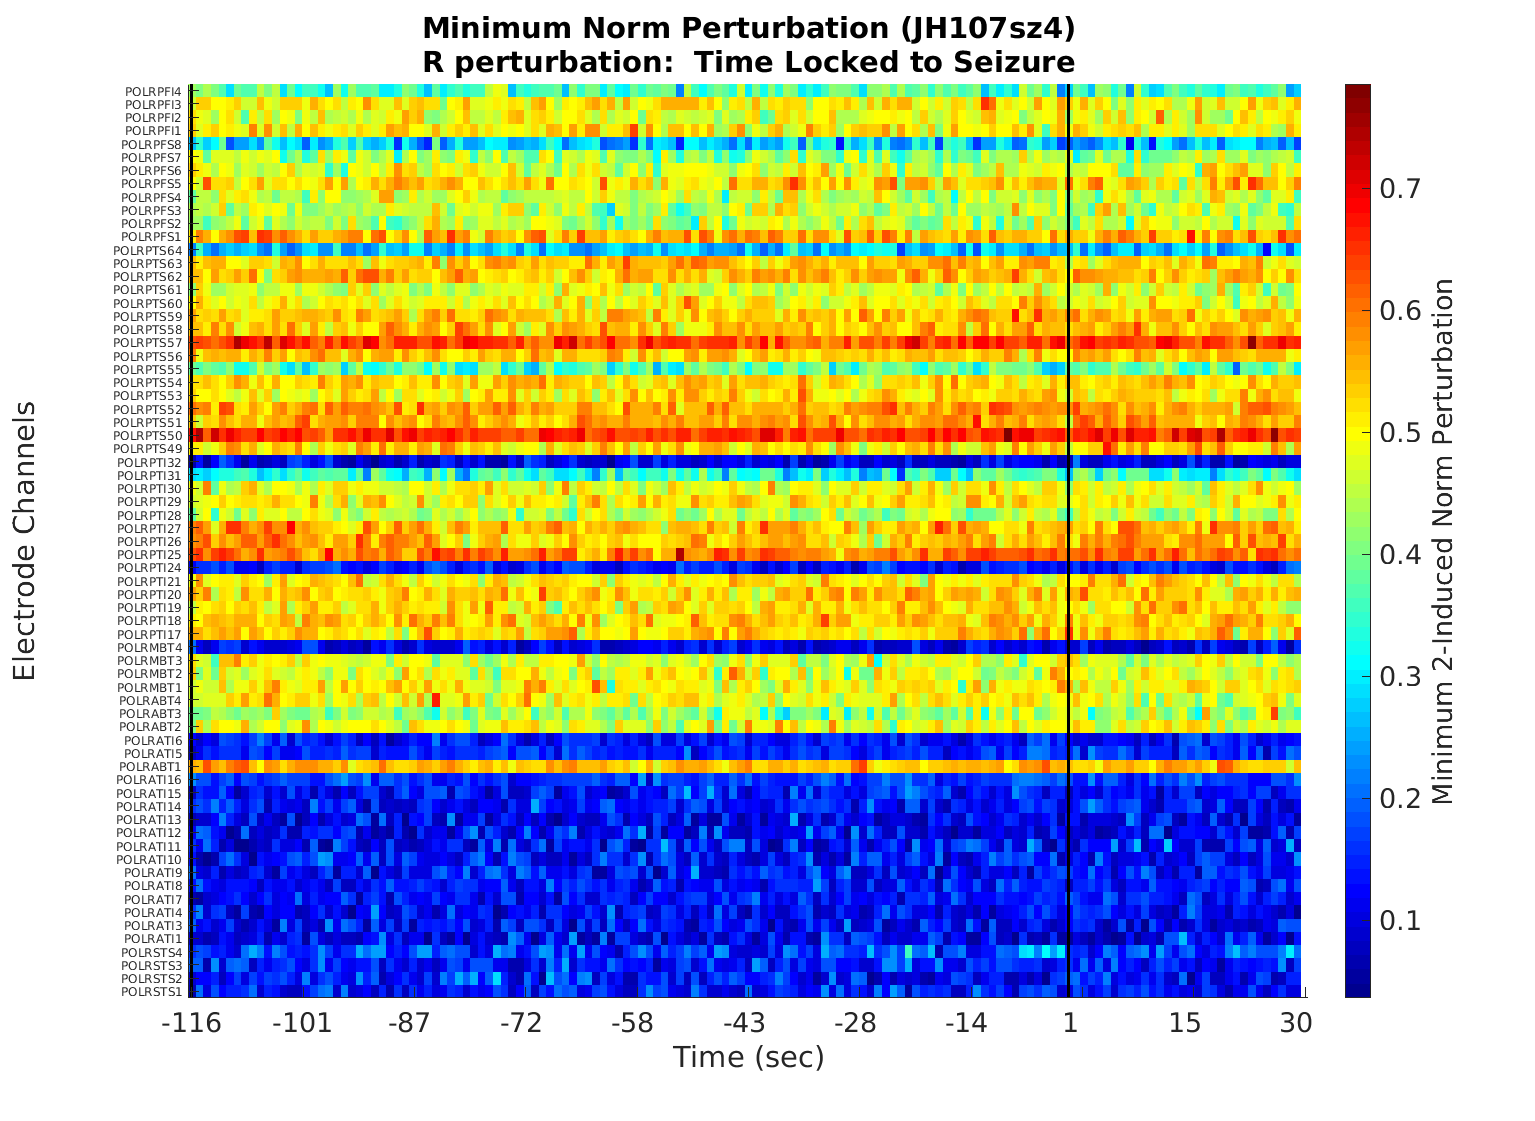 Minimum Norm Perturbation (JH107sz4)
R perturbation:  Time Locked to Seizure
Electrode Channels
POLRPFI4
POLRPFI3
POLRPFI2
POLRPFI1
POLRPFS8
POLRPFS7
POLRPFS6
POLRPFS5
POLRPFS4
POLRPFS3
POLRPFS2
POLRPFS1
POLRPTS64
POLRPTS63
POLRPTS62
POLRPTS61
POLRPTS60
POLRPTS59
POLRPTS58
POLRPTS57
POLRPTS56
POLRPTS55
POLRPTS54
POLRPTS53
POLRPTS52
POLRPTS51
POLRPTS50
POLRPTS49
POLRPTI32
POLRPTI31
POLRPTI30
POLRPTI29
POLRPTI28
POLRPTI27
POLRPTI26
POLRPTI25
POLRPTI24
POLRPTI21
POLRPTI20
POLRPTI19
POLRPTI18
POLRPTI17
POLRMBT4
POLRMBT3
POLRMBT2
POLRMBT1
POLRABT4
POLRABT3
POLRABT2
POLRATI6
POLRATI5
POLRABT1
POLRATI16
POLRATI15
POLRATI14
POLRATI13
POLRATI12
POLRATI11
POLRATI10
POLRATI9
POLRATI8
POLRATI7
POLRATI4
POLRATI3
POLRATI1
POLRSTS4
POLRSTS3
POLRSTS2
POLRSTS1
-116 -101 -87 -72 -58 -43 -28 -14 1 15 30
Time (sec)
0.7
0.6
0.5
0.4
0.3
0.2
0.1
Minimum 2-Induced Norm Perturbation